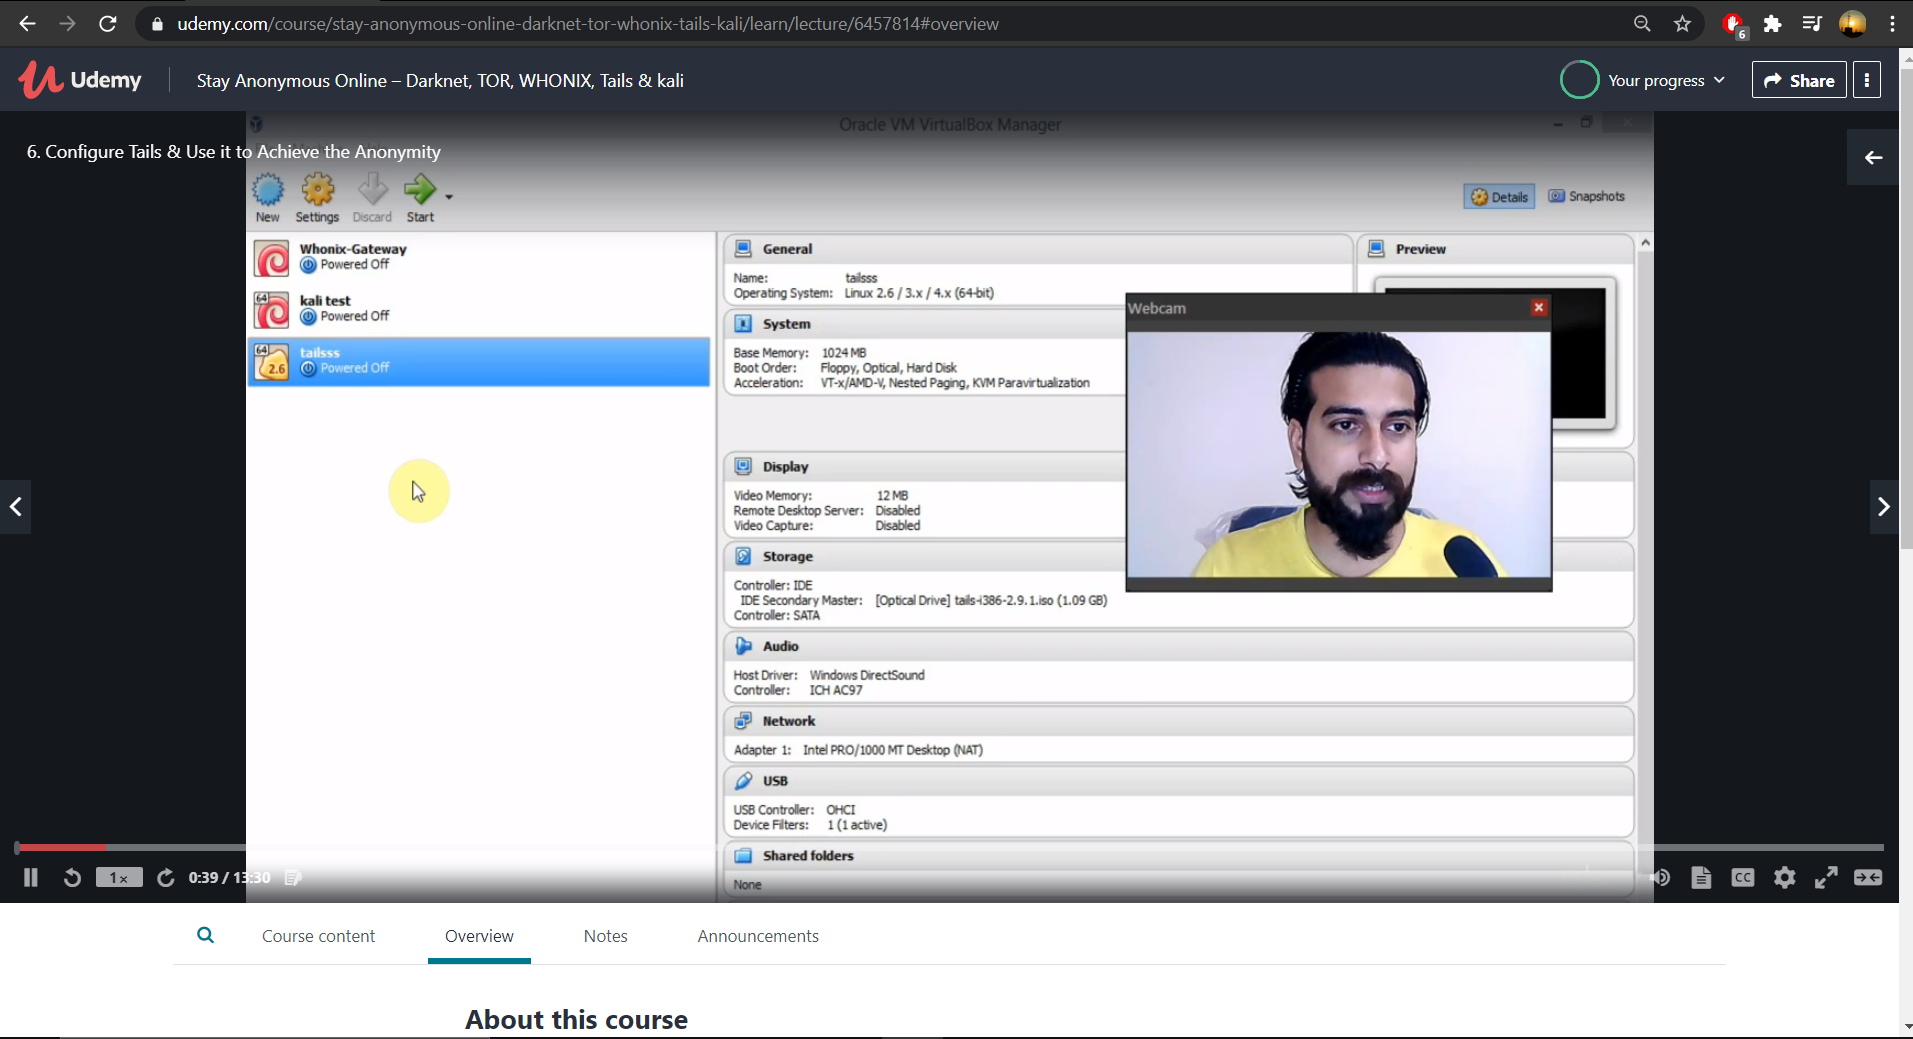 udemy.com/course/stay-anonymous-online-darknet-tor-whonix-tails-kali/learn/lecture/6457814#overview
6
Udemy
Stay Anonymous Online – Darknet, TOR, WHONIX, Tails & kali
Your progress
Share
Oracle VM VirtualBox Manager
6. Configure Tails & Use it to Achieve the Anonymity
New
Settings
Discard
Start
Details
Snapshots
Whonix-Gateway
Powered Off
64
kali test
Powered Off
64
2.6
tailsss
Powered Off
General
Name: tailsss
Operating System: Linux 2.6 / 3.x / 4.x (64-bit)
Preview
System
Base Memory: 1024 MB
Boot Order: Floppy, Optical, Hard Disk
Acceleration: VT-x/AMD-V, Nested Paging, KVM Paravirtualization
Webcam
Display
Video Memory: 12 MB
Remote Desktop Server: Disabled
Video Capture: Disabled
Storage
Controller: IDE
IDE Secondary Master: [Optical Drive] tails-i386-2.9.1.iso (1.09 GB)
Controller: SATA
Audio
Host Driver: Windows DirectSound
Controller: ICH AC97
Network
Adapter 1: Intel PRO/1000 MT Desktop (NAT)
USB
USB Controller: OHCI
Device Filters: 1 (1 active)
Shared folders
None
1x
0:39 / 13:30
CC
Course content
Overview
Notes
Announcements
About this course